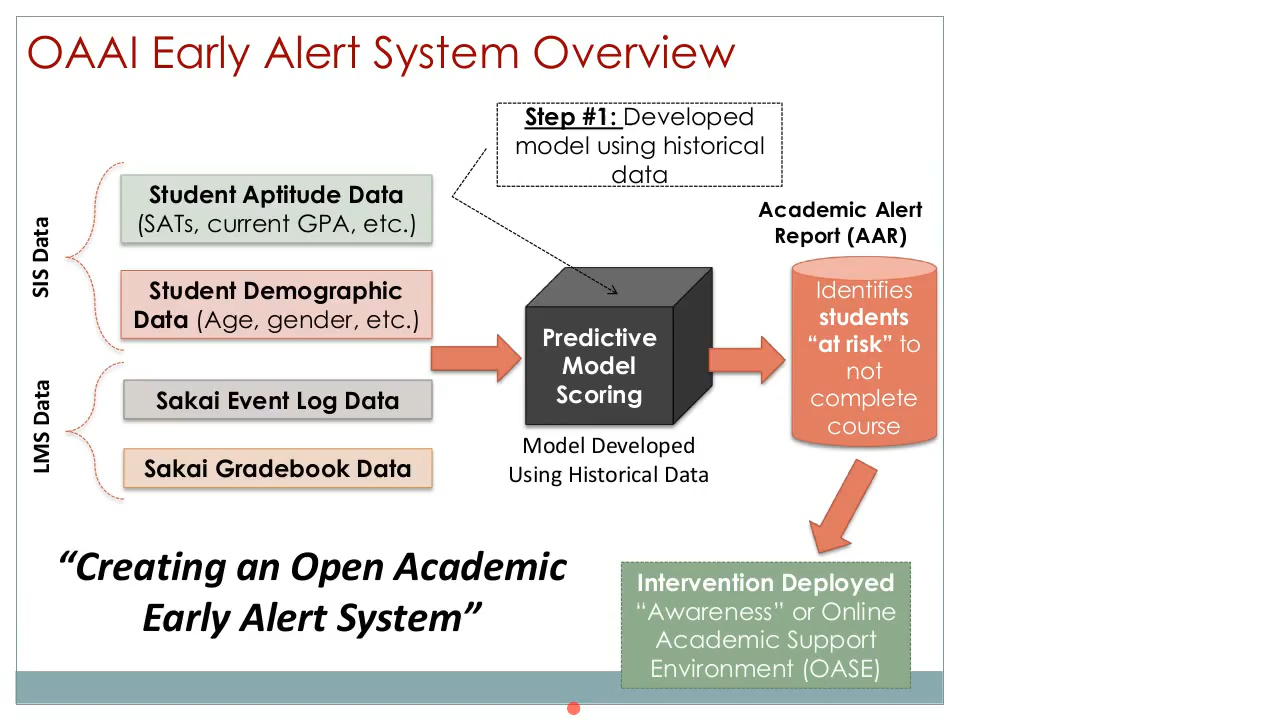 OAAI Early Alert System Overview
Step #1: Developed
model using historical
data
SIS Data
Student Aptitude Data
(SATs, current GPA, etc.)
Student Demographic
Data (Age, gender, etc.)
LMS Data
Sakai Event Log Data
Sakai Gradebook Data
Predictive
Model
Scoring
Model Developed
Using Historical Data
Academic Alert
Report (AAR)
Identifies
students
“at risk” to
not
complete
course
“Creating an Open Academic
Early Alert System”
Intervention Deployed
“Awareness” or Online
Academic Support
Environment (OASE)